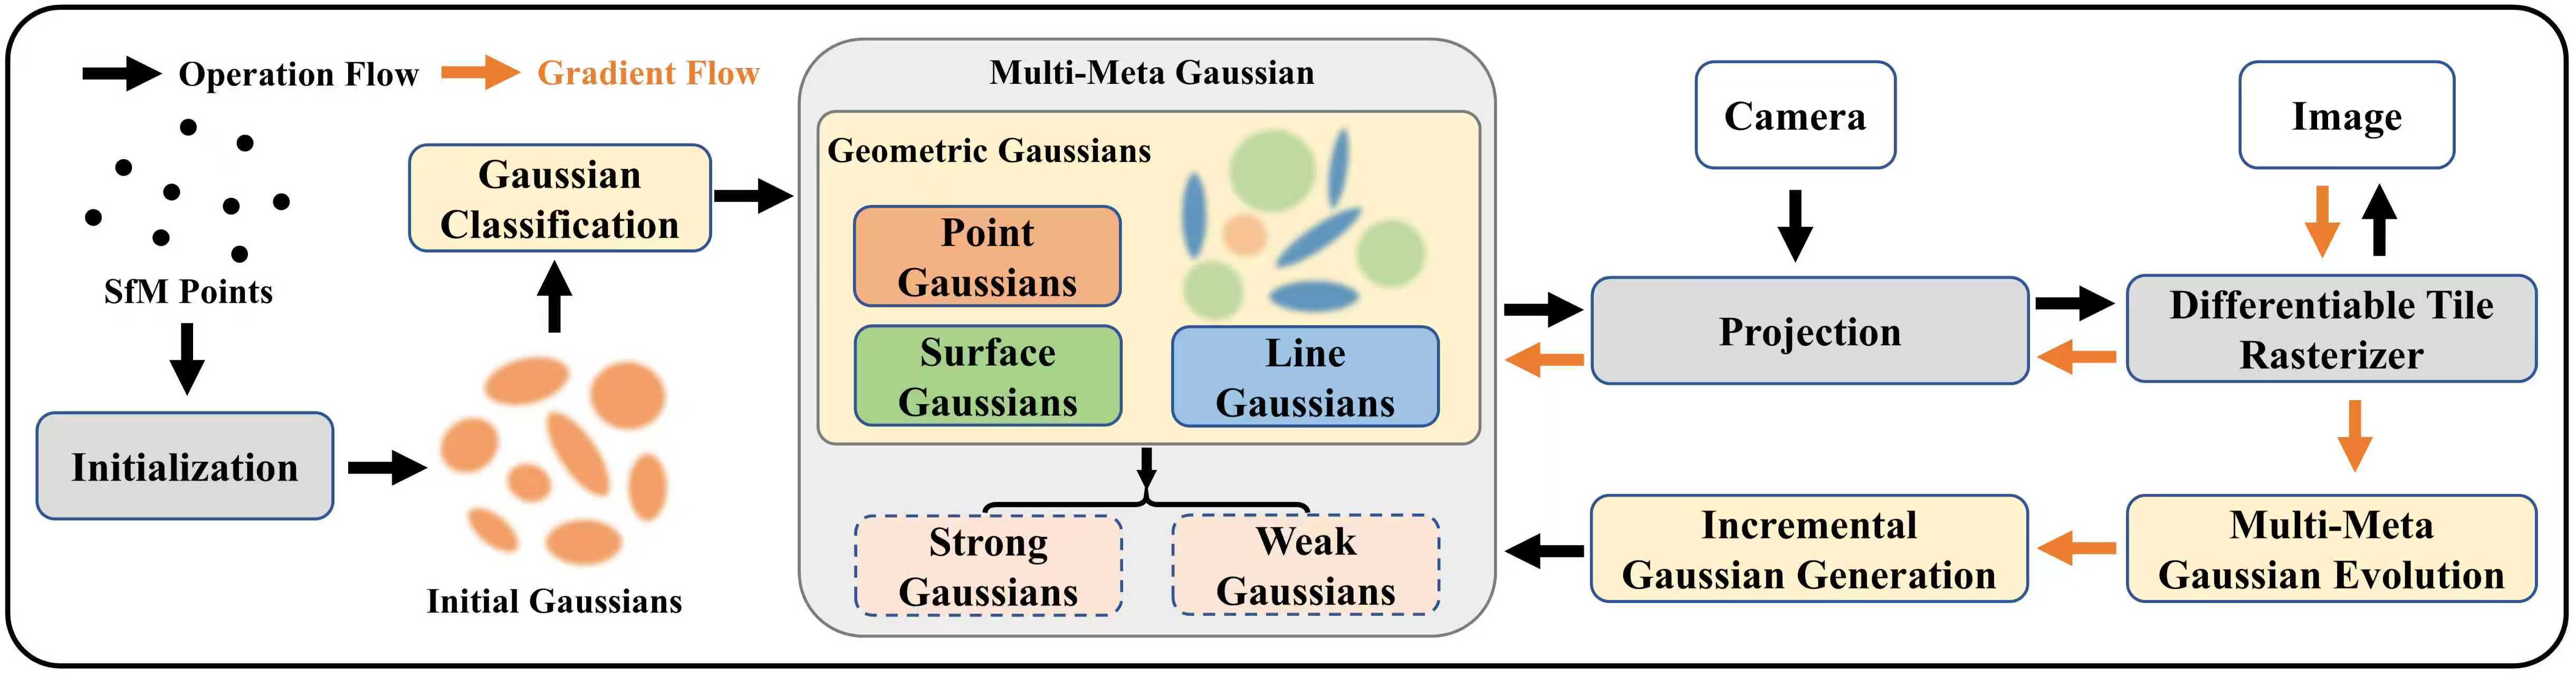 Operation Flow
Gradient Flow
SfM Points
Initialization
Initial Gaussians
Gaussian
Classification
Multi-Meta Gaussian
Geometric Gaussians
Point
Gaussians
Surface
Gaussians
Line
Gaussians
Strong
Gaussians
Weak
Gaussians
Camera
Projection
Image
Differentiable Tile
Rasterizer
Multi-Meta
Gaussian Evolution
Incremental
Gaussian Generation